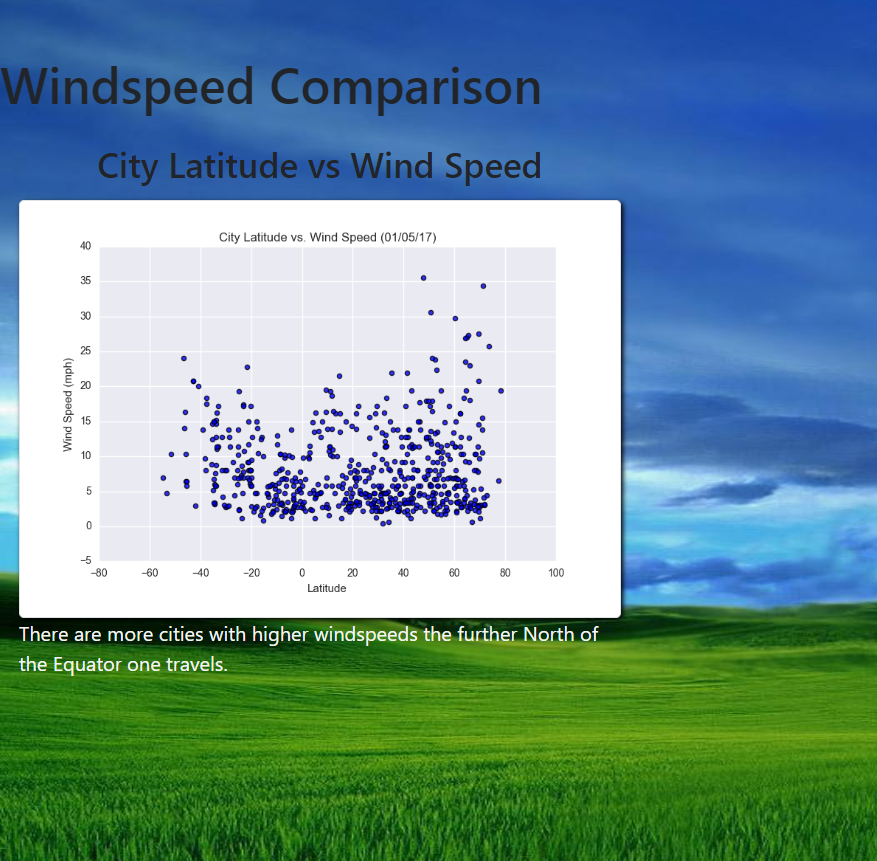 Windspeed Comparison
City Latitude vs Wind Speed
City Latitude vs. Wind Speed (01/05/17)
40
35
30
25
20
15
10
5
0
−5
Wind Speed (mph)
−80 −60 −40 −20 0 20 40 60 80 100
Latitude
There are more cities with higher windspeeds the further North of
the Equator one travels.